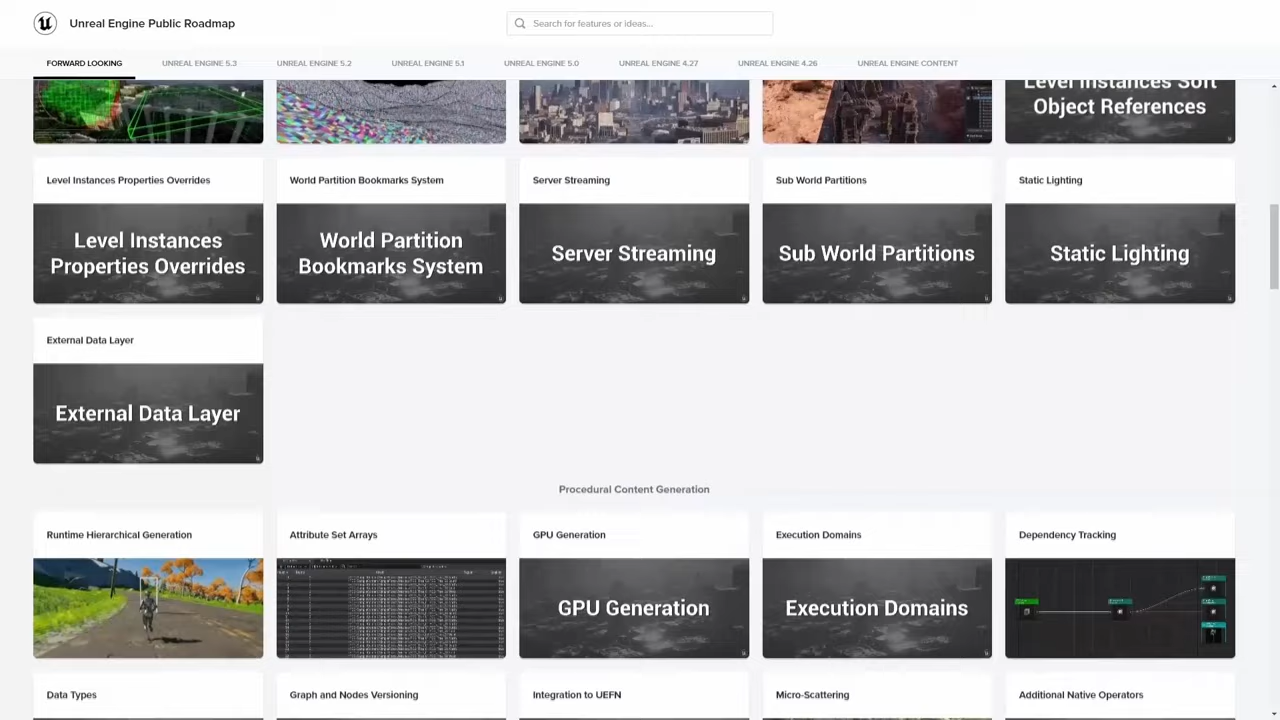 Unreal Engine Public Roadmap
Search for features or ideas...
FORWARD LOOKING
UNREAL ENGINE 5.3
UNREAL ENGINE 5.2
UNREAL ENGINE 5.1
UNREAL ENGINE 5.0
UNREAL ENGINE 4.27
UNREAL ENGINE 4.26
UNREAL ENGINE CONTENT
Level Instances Soft
Object References
Level Instances Properties Overrides
World Partition Bookmarks System
Server Streaming
Sub World Partitions
Static Lighting
Level Instances
Properties Overrides
World Partition
Bookmarks System
Server Streaming
Sub World Partitions
Static Lighting
External Data Layer
External Data Layer
Procedural Content Generation
Runtime Hierarchical Generation
Attribute Set Arrays
GPU Generation
Execution Domains
Dependency Tracking
GPU Generation
Execution Domains
Data Types
Graph and Nodes Versioning
Integration to UEFN
Micro-Scattering
Additional Native Operators